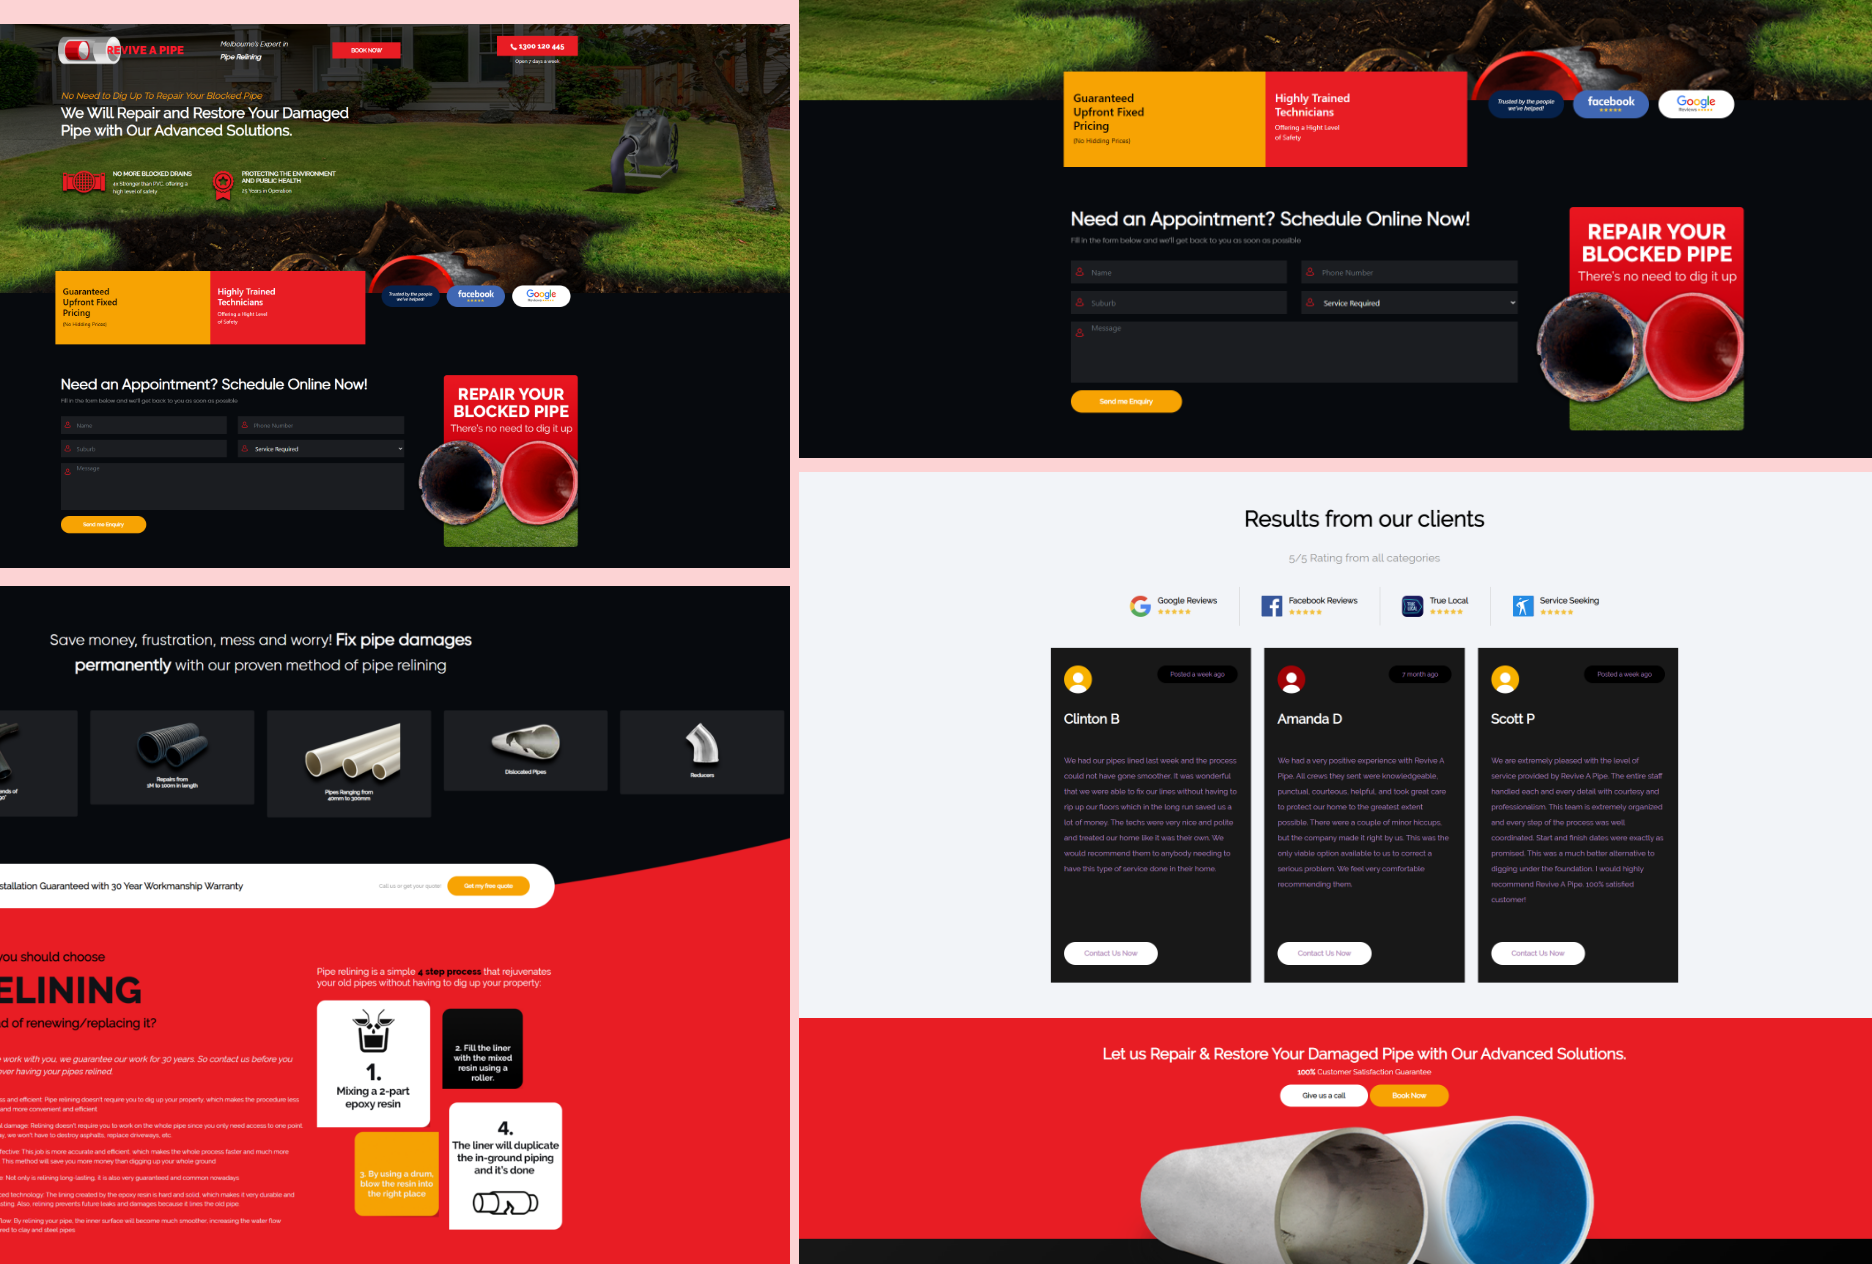 REVIVE A PIPE
Melbourne's Expert in
Pipe Relining
BOOK NOW
1300 120 445
Open 7 days a week
No Need to Dig Up To Repair Your Blocked Pipe
We Will Repair and Restore Your Damaged
Pipe with Our Advanced Solutions.
NO MORE BLOCKED DRAINS
4x Stronger than PVC, offering a
high level of safety
PROTECTING THE ENVIRONMENT
AND PUBLIC HEALTH
25 Years in Operation
Guaranteed
Upfront Fixed
Pricing
(No Hidding Prices)
Highly Trained
Technicians
Offering a Hight Level
of Safety
Trusted by the people
we've helped!
facebook
Google
Reviews
Need an Appointment? Schedule Online Now!
Fill in the form below and we'll get back to you as soon as possible
Name
Phone Number
Suburb
Service Required
Message
Send me Enquiry
REPAIR YOUR
BLOCKED PIPE
There's no need to dig it up
Save money, frustration, mess and worry! Fix pipe damages
permanently with our proven method of pipe relining
ends of
90°
Repairs from
1M to 100m in length
Pipes Ranging from
40mm to 300mm
Dislocated Pipes
Reducers
stallation Guaranteed with 30 Year Workmanship Warranty
Call us or get your quote!
Get my free quote
you should choose
ELINING
d of renewing/replacing it?
work with you, we guarantee our work for 30 years. So contact us before you
ver having your pipes relined.
ss and efficient: Pipe relining doesn't require you to dig up your property, which makes the procedure less
and more convenient and efficient
l damage: Relining doesn't require you to work on the whole pipe since you only need access to one point
y, we won't have to destroy asphalts, replace driveways, etc.
fective: This job is more accurate and efficient, which makes the whole process faster and much more
This method will save you more money than digging up your whole ground
e: Not only is relining long-lasting, it is also very guaranteed and common nowadays
ced technology: The lining created by the epoxy resin is hard and solid, which makes it very durable and
sting. Also, relining prevents future leaks and damages because it lines the old pipe.
flow: By relining your pipe, the inner surface will become much smoother, increasing the water flow
red to clay and steel pipes
Pipe relining is a simple 4 step process that rejuvenates
your old pipes without having to dig up your property:
1.
Mixing a 2-part
epoxy resin
2. Fill the liner
with the mixed
resin using a
roller.
3. By using a drum,
blow the resin into
the right place
4.
The liner will duplicate
the in-ground piping
and it's done
Guaranteed
Upfront Fixed
Pricing
(No Hidding Prices)
Highly Trained
Technicians
Offering a Hight Level
of Safety
Trusted by the people
we've helped!
facebook
Google
Reviews
Need an Appointment? Schedule Online Now!
Fill in the form below and we'll get back to you as soon as possible
Name
Phone Number
Suburb
Service Required
Message
Send me Enquiry
REPAIR YOUR
BLOCKED PIPE
There's no need to dig it up
Results from our clients
5/5 Rating from all categories
Google Reviews
Facebook Reviews
TRUE LOCAL
True Local
Service Seeking
Posted a week ago
Clinton B
We had our pipes lined last week and the process
could not have gone smoother. It was wonderful
that we were able to fix our lines without having to
rip up our floors which in the long run saved us a
lot of money. The techs were very nice and polite
and treated our home like it was their own. We
would recommend them to anybody needing to
have this type of service done in their home.
Contact Us Now
7 month ago
Amanda D
We had a very positive experience with Revive A
Pipe. All crews they sent were knowledgeable,
punctual, courteous, helpful, and took great care
to protect our home to the greatest extent
possible. There were a couple of minor hiccups,
but the company made it right by us. This was the
only viable option available to us to correct a
serious problem. We feel very comfortable
recommending them.
Contact Us Now
Posted a week ago
Scott P
We are extremely pleased with the level of
service provided by Revive A Pipe. The entire staff
handled each and every detail with courtesy and
professionalism. This team is extremely organized
and every step of the process was well
coordinated. Start and finish dates were exactly as
promised. This was a much better alternative to
digging under the foundation. I would highly
recommend Revive A Pipe. 100% satisfied
customer!
Contact Us Now
Let us Repair & Restore Your Damaged Pipe with Our Advanced Solutions.
100% Customer Satisfaction Guarantee
Give us a call
Book Now